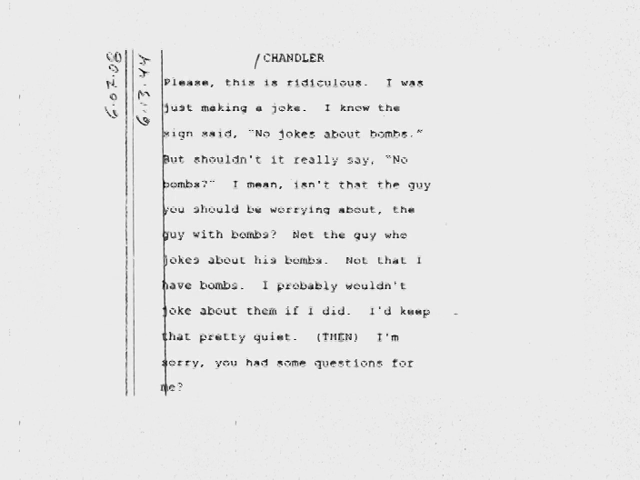 6·07·08
6·13·44
/CHANDLER
Please, this is ridiculous. I was
just making a joke. I know the
sign said, "No jokes about bombs."
But shouldn't it really say, "No
bombs?" I mean, isn't that the guy
you should be worrying about, the
guy with bombs? Not the guy who
jokes about his bombs. Not that I
have bombs. I probably wouldn't
joke about them if I did. I'd keep
that pretty quiet. (THEN) I'm
sorry, you had some questions for
me?